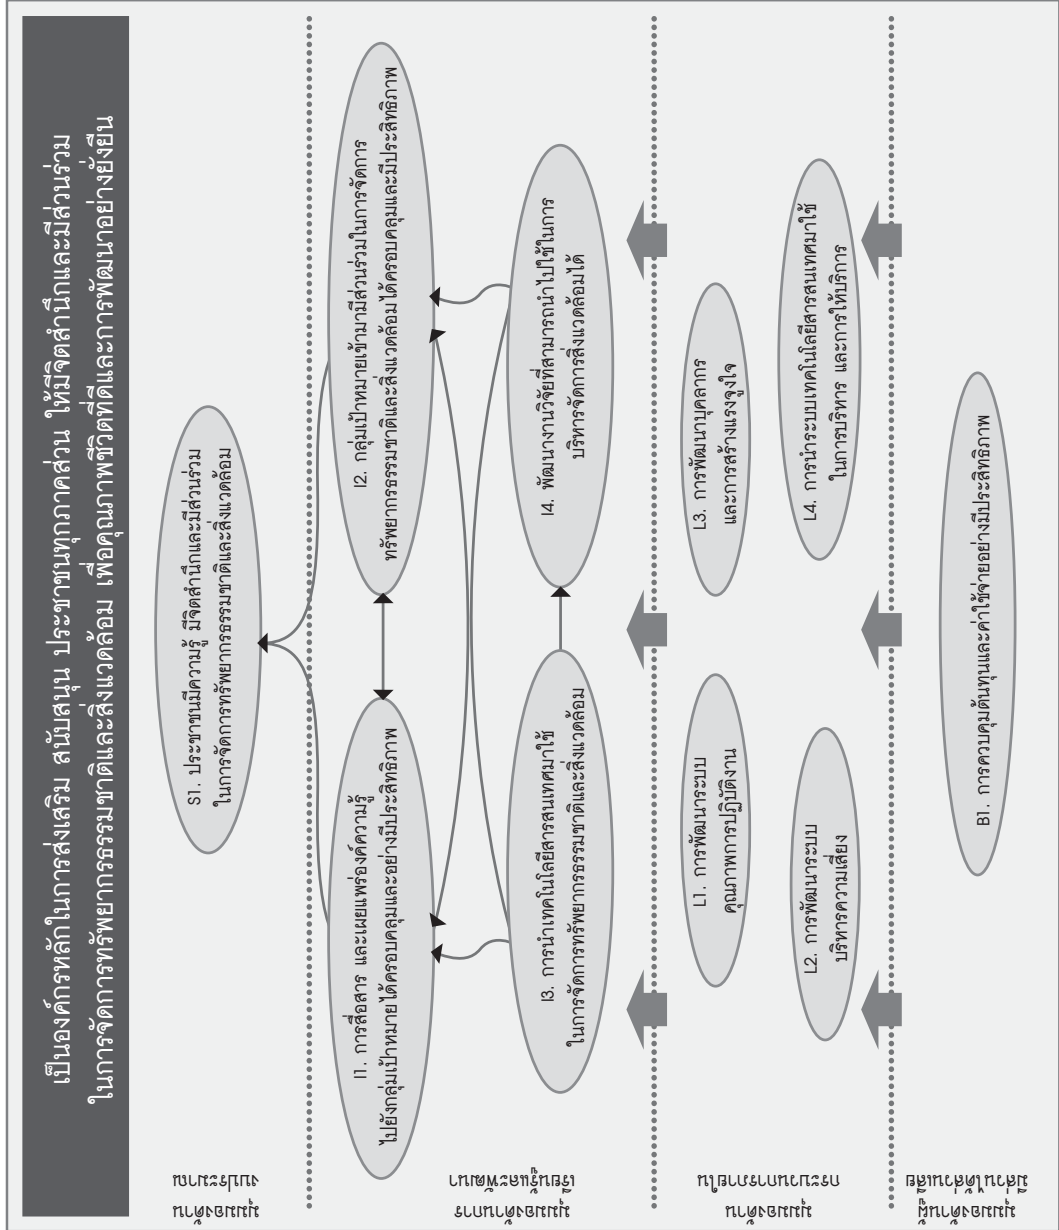 เป็นองค์กรหลักในการส่งเสริม สนับสนุน ประชาชนทุกภาคส่วน ให้มีจิตสำนึกและมีส่วนร่วม
ในการจัดการทรัพยากรธรรมชาติและสิ่งแวดล้อม เพื่อคุณภาพชีวิตที่ดีและการพัฒนาอย่างยั่งยืน
มุมมองด้าน
งบประมาณ
S1. ประชาชนมีความรู้ มีจิตสำนึกและมีส่วนร่วม
ในการจัดการทรัพยากรธรรมชาติและสิ่งแวดล้อม
มุมมองด้านการ
เรียนรู้และพัฒนา
I1. การสื่อสาร และเผยแพร่องค์ความรู้
ไปยังกลุ่มเป้าหมายได้ครอบคลุมและอย่างมีประสิทธิภาพ
I2. กลุ่มเป้าหมายเข้ามามีส่วนร่วมในการจัดการ
ทรัพยากรธรรมชาติและสิ่งแวดล้อมได้ครอบคลุมและมีประสิทธิภาพ
I3. การนำเทคโนโลยีสารสนเทศมาใช้
ในการจัดการทรัพยากรธรรมชาติและสิ่งแวดล้อม
I4. พัฒนางานวิจัยที่สามารถนำไปใช้ในการ
บริหารจัดการสิ่งแวดล้อมได้
มุมมองด้าน
กระบวนการภายใน
L1. การพัฒนาระบบ
คุณภาพการปฏิบัติงาน
L3. การพัฒนาบุคลากร
และการสร้างแรงจูงใจ
L2. การพัฒนาระบบ
บริหารความเสี่ยง
L4. การนำระบบเทคโนโลยีสารสนเทศมาใช้
ในการบริหาร และการให้บริการ
มุมมองด้านผู้
มีส่วนได้ส่วนเสีย
B1. การควบคุมต้นทุนและค่าใช้จ่ายอย่างมีประสิทธิภาพ